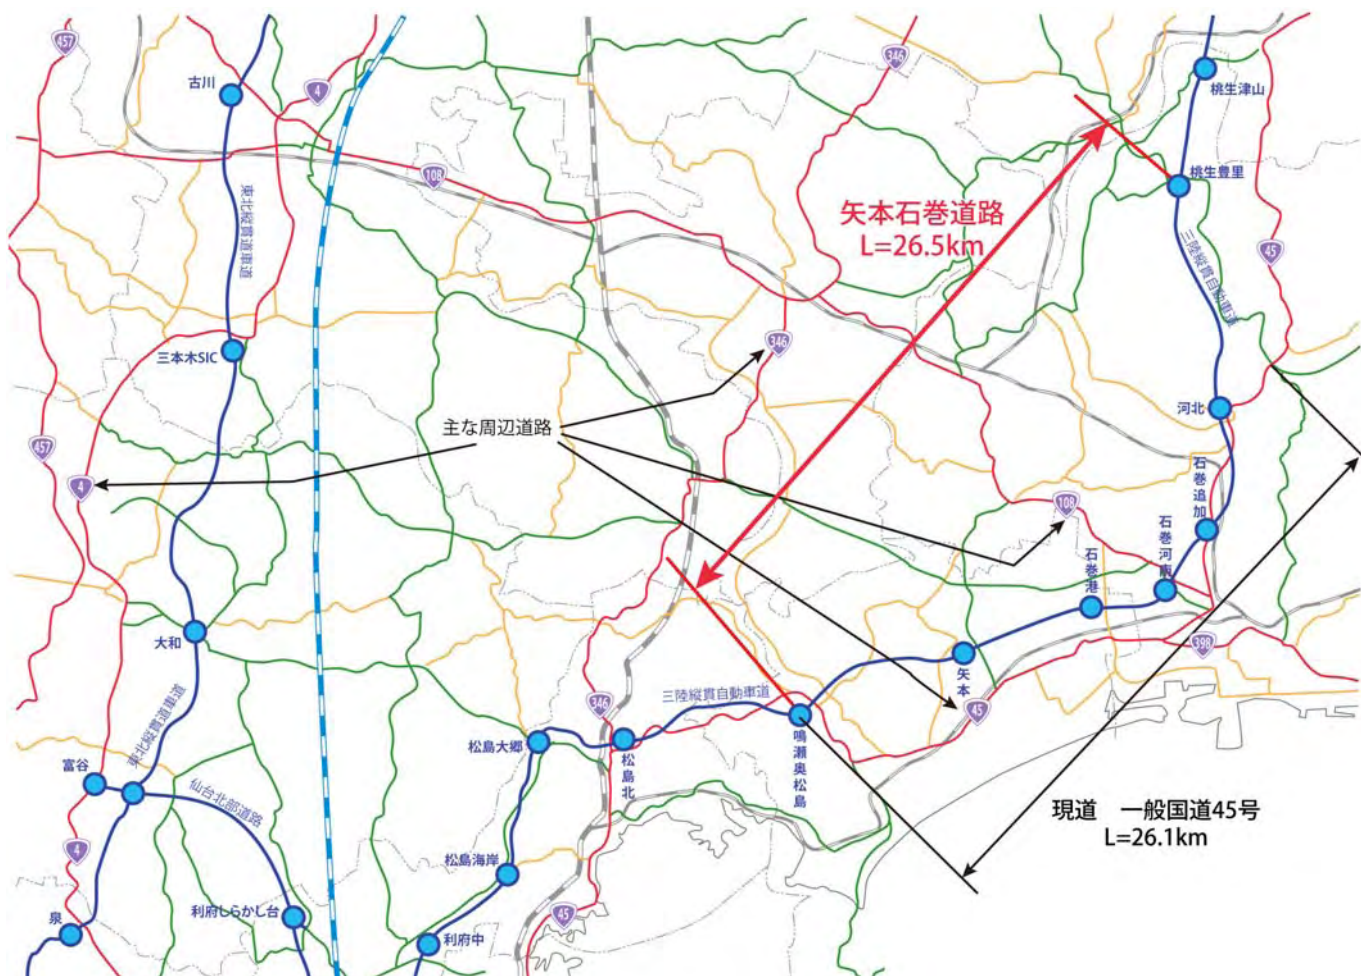 457
古川
4
346
桃生津山
108
桃生豊里
矢本石巻道路
L=26.5km
東北縦貫道車道
45
三陸縦貫自動車道
三本木SIC
346
河北
主な周辺道路
457
4
石巻追加
108
石巻河南
石巻港
大和
398
矢本
三陸縦貫自動車道
346
45
松島大郷
松島北
鳴瀬奥松島
東北縦貫道車道
富谷
仙台北部道路
現道 一般国道45号
L=26.1km
4
松島海岸
泉
利府しらかし台
45
利府中